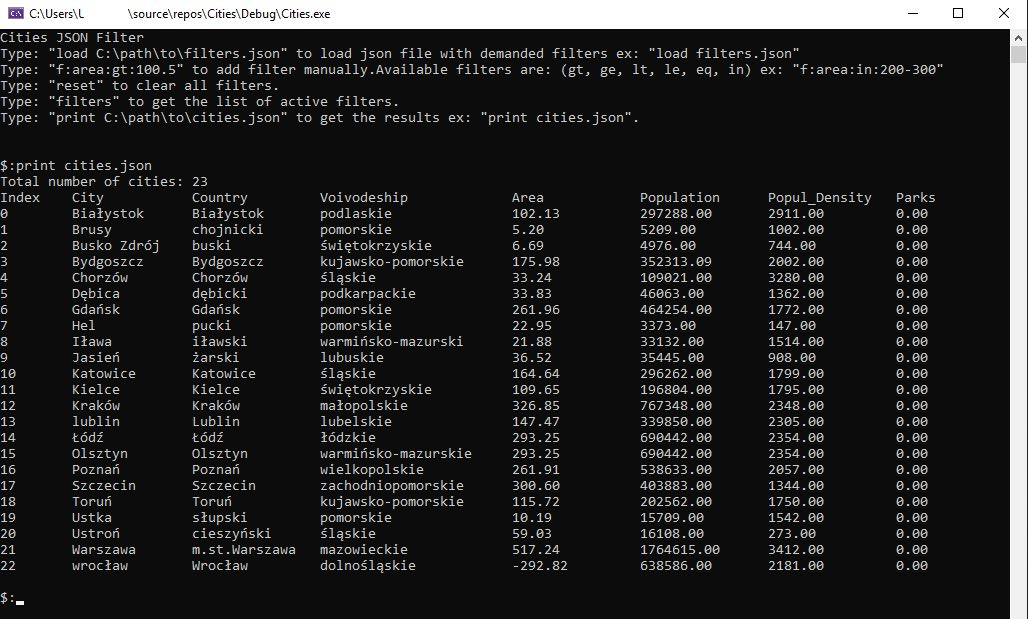 C:\Users\L \source\repos\Cities\Debug\Cities.exe
Cities JSON Filter
Type: "load C:\path\to\filters.json" to load json file with demanded filters ex: "load filters.json"
Type: "f:area:gt:100.5" to add filter manually.Available filters are: (gt, ge, lt, le, eq, in) ex: "f:area:in:200-300"
Type: "reset" to clear all filters.
Type: "filters" to get the list of active filters.
Type: "print C:\path\to\cities.json" to get the results ex: "print cities.json".
$:print cities.json
Total number of cities: 23
Index City Country Voivodeship Area Population Popul_Density Parks
0 Białystok Białystok podlaskie 102.13 297288.00 2911.00 0.00
1 Brusy chojnicki pomorskie 5.20 5209.00 1002.00 0.00
2 Busko Zdrój buski świętokrzyskie 6.69 4976.00 744.00 0.00
3 Bydgoszcz Bydgoszcz kujawsko-pomorskie 175.98 352313.09 2002.00 0.00
4 Chorzów Chorzów śląskie 33.24 109021.00 3280.00 0.00
5 Dębica dębicki podkarpackie 33.83 46063.00 1362.00 0.00
6 Gdańsk Gdańsk pomorskie 261.96 464254.00 1772.00 0.00
7 Hel pucki pomorskie 22.95 3373.00 147.00 0.00
8 Iława iławski warmińsko-mazurski 21.88 33132.00 1514.00 0.00
9 Jasień żarski lubuskie 36.52 35445.00 908.00 0.00
10 Katowice Katowice śląskie 164.64 296262.00 1799.00 0.00
11 Kielce Kielce świętokrzyskie 109.65 196804.00 1795.00 0.00
12 Kraków Kraków małopolskie 326.85 767348.00 2348.00 0.00
13 lublin Lublin lubelskie 147.47 339850.00 2305.00 0.00
14 Łódź Łódź łódzkie 293.25 690442.00 2354.00 0.00
15 Olsztyn Olsztyn warmińsko-mazurskie 293.25 690442.00 2354.00 0.00
16 Poznań Poznań wielkopolskie 261.91 538633.00 2057.00 0.00
17 Szczecin Szczecin zachodniopomorskie 300.60 403883.00 1344.00 0.00
18 Toruń Toruń kujawsko-pomorskie 115.72 202562.00 1750.00 0.00
19 Ustka słupski pomorskie 10.19 15709.00 1542.00 0.00
20 Ustroń cieszyński śląskie 59.03 16108.00 273.00 0.00
21 Warszawa m.st.Warszawa mazowieckie 517.24 1764615.00 3412.00 0.00
22 wrocław Wrocław dolnośląskie -292.82 638586.00 2181.00 0.00
$: